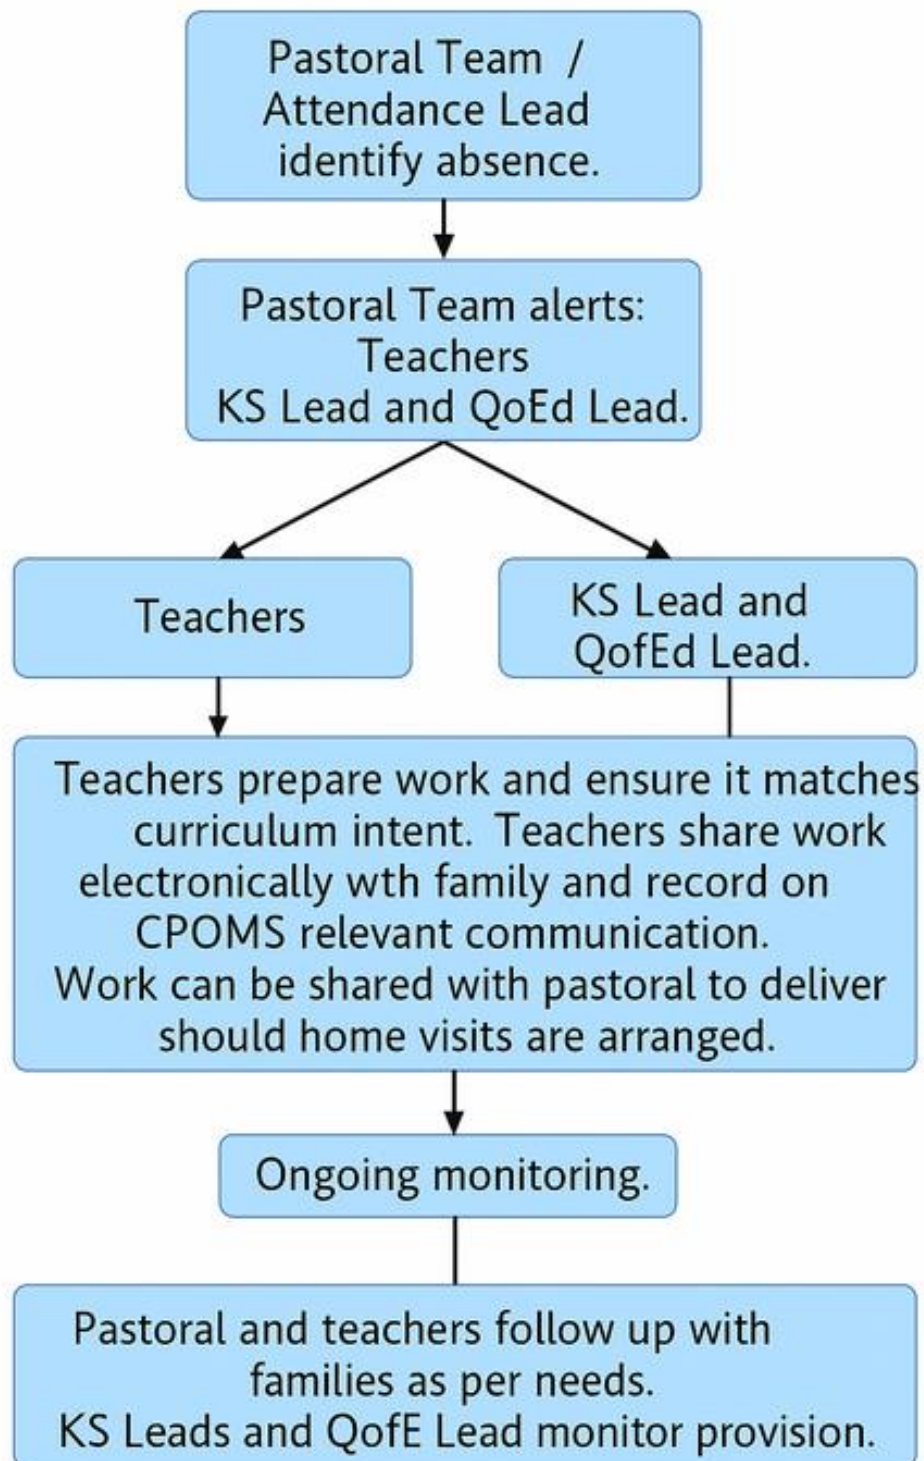 Pastoral Team /
Attendance Lead
identify absence.
Pastoral Team alerts:
Teachers
KS Lead and QoEd Lead.
Teachers
KS Lead and
QofEd Lead.
Teachers prepare work and ensure it matches
curriculum intent. Teachers share work
electronically wth family and record on
CPOMS relevant communication.
Work can be shared with pastoral to deliver
should home visits are arranged.
Ongoing monitoring.
Pastoral and teachers follow up with
families as per needs.
KS Leads and QofE Lead monitor provision.